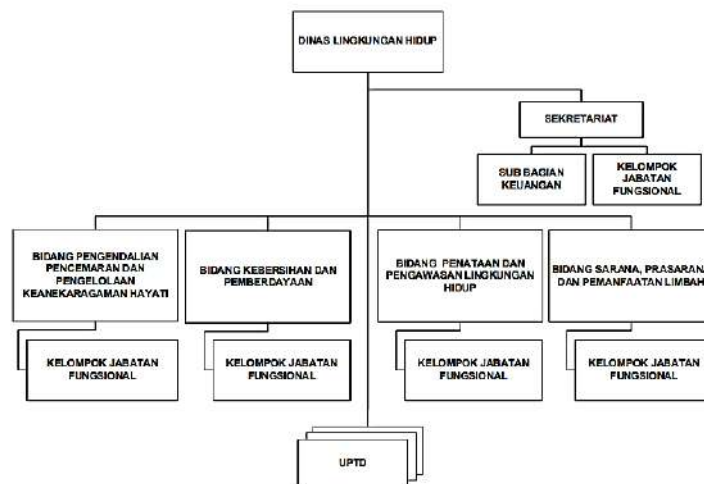 DINAS LINGKUNGAN HIDUP
SEKRETARIAT
SUB BAGIAN
KEUANGAN
KELOMPOK
JABATAN
FUNGSIONAL
BIDANG PENGENDALIAN
PENCEMARAN DAN
PENGELOLAAN
KEANEKARAGAMAN HAYATI
BIDANG KEBERSIHAN DAN
PEMBERDAYAAN
BIDANG PENATAAN DAN
PENGAWASAN LINGKUNGAN
HIDUP
BIDANG SARANA, PRASARANA
DAN PEMANFAATAN LIMBAH
KELOMPOK JABATAN
FUNGSIONAL
KELOMPOK JABATAN
FUNGSIONAL
KELOMPOK JABATAN
FUNGSIONAL
KELOMPOK JABATAN
FUNGSIONAL
UPTD